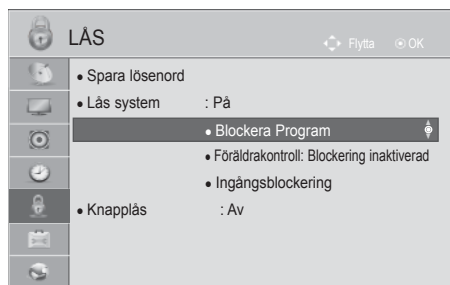 LÅS Flytta OK
• Spara lösenord
• Lås system : På
• Blockera Program
• Föräldrakontroll: Blockering inaktiverad
• Ingångsblockering
• Knapplås : Av